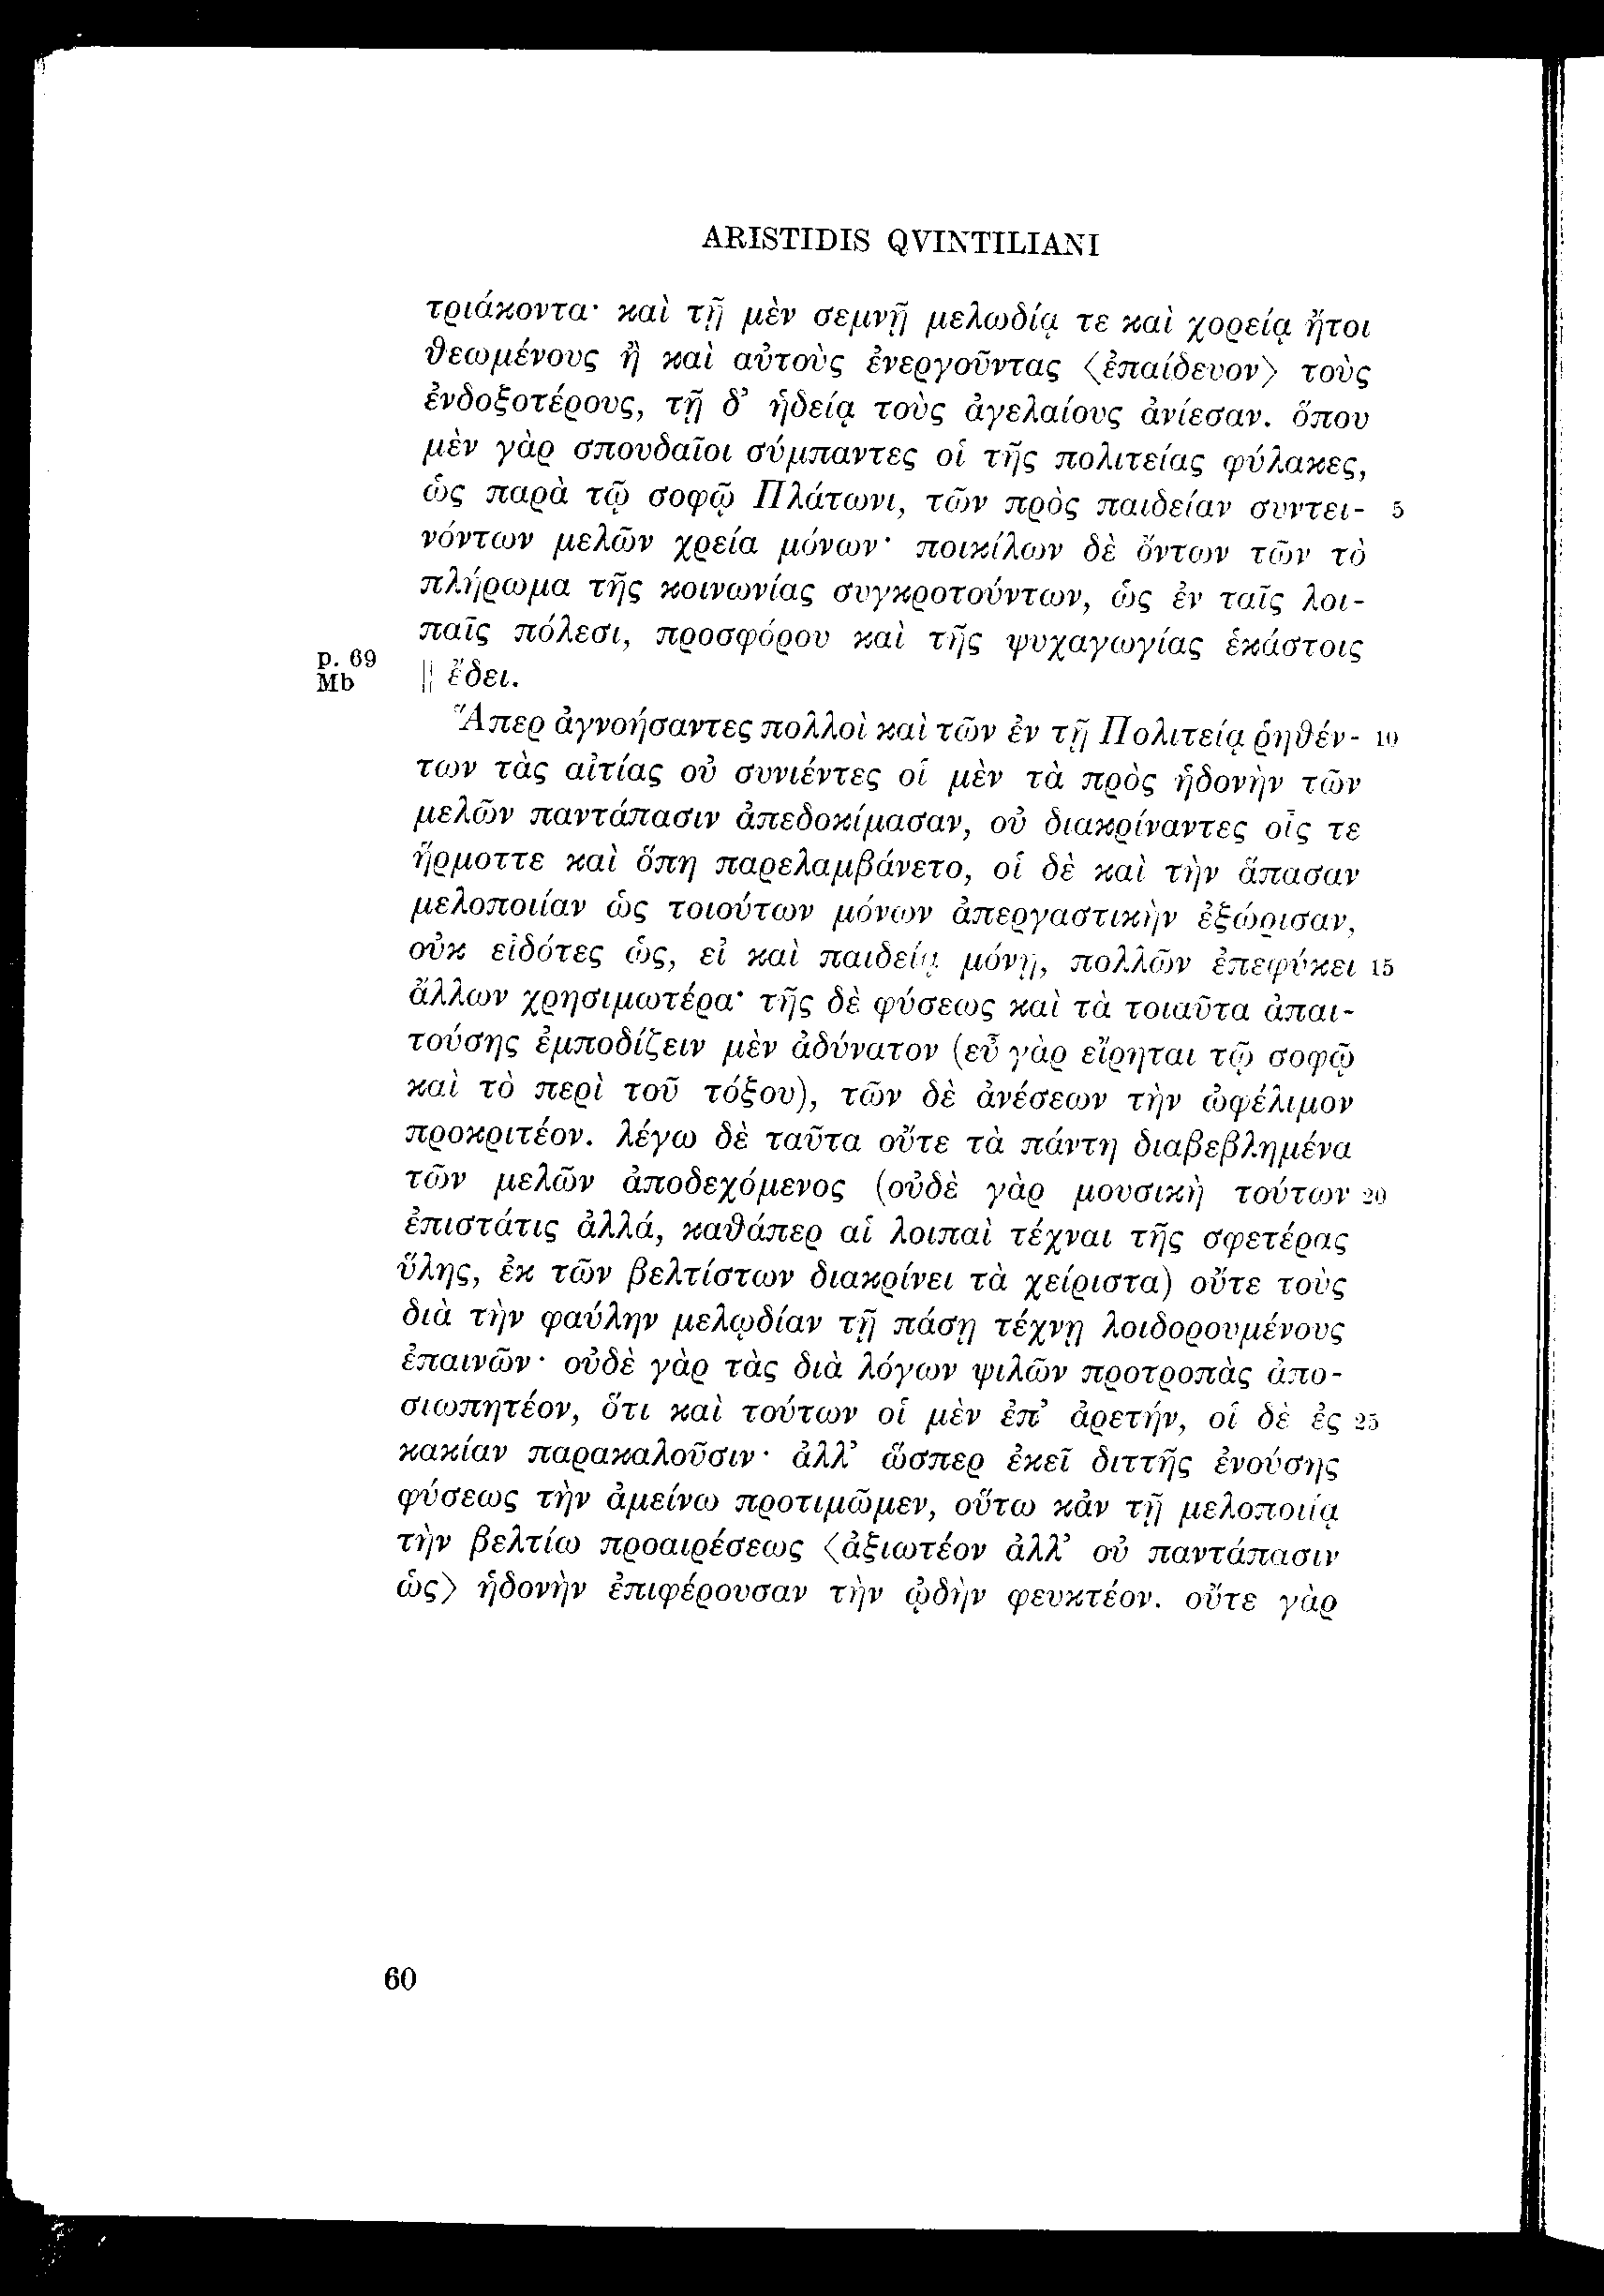 ARISTIDIS QVINTILIANI
τριάκοντα· καὶ τῇ μὲν σεμνῇ μελωδίᾳ τε καὶ χορείᾳ ἤτοι
θεωμένους ἢ καὶ αὐτοὺς ἐνεργοῦντας ⟨ἐπαίδευον⟩ τοὺς
ἐνδοξοτέρους, τῇ δ’ ἡδείᾳ τοὺς ἀγελαίους ἀνίεσαν. ὅπου
μὲν γὰρ σπουδαῖοι σύμπαντες οἱ τῆς πολιτείας φύλακες,
ὡς παρὰ τῷ σοφῷ Πλάτωνι, τῶν πρὸς παιδείαν συντει- 5
νόντων μελῶν χρεία μόνων· ποικίλων δὲ ὄντων τῶν τὸ
πλήρωμα τῆς κοινωνίας συγκροτούντων, ὡς ἐν ταῖς λοι-
παῖς πόλεσι, προσφόρου καὶ τῆς ψυχαγωγίας ἑκάστοις
p. 69
Mb
|| ἔδει.
Ἅπερ ἀγνοήσαντες πολλοὶ καὶ τῶν ἐν τῇ Πολιτείᾳ ῥηθέν- 10
των τὰς αἰτίας οὐ συνιέντες οἱ μὲν τὰ πρὸς ἡδονὴν τῶν
μελῶν παντάπασιν ἀπεδοκίμασαν, οὐ διακρίναντες οἷς τε
ἥρμοττε καὶ ὅπη παρελαμβάνετο, οἱ δὲ καὶ τὴν ἅπασαν
μελοποιίαν ὡς τοιούτων μόνων ἀπεργαστικὴν ἐξώρισαν,
οὐκ εἰδότες ὡς, εἰ καὶ παιδείᾳ μόνῃ, πολλῶν ἐπεφύκει 15
ἄλλων χρησιμωτέρα· τῆς δὲ φύσεως καὶ τὰ τοιαῦτα ἀπαι-
τούσης ἐμποδίζειν μὲν ἀδύνατον (εὖ γὰρ εἴρηται τῷ σοφῷ
καὶ τὸ περὶ τοῦ τόξου), τῶν δὲ ἀνέσεων τὴν ὠφέλιμον
προκριτέον. λέγω δὲ ταῦτα οὔτε τὰ πάντη διαβεβλημένα
τῶν μελῶν ἀποδεχόμενος (οὐδὲ γὰρ μουσικὴ τούτων 20
ἐπιστάτις ἀλλά, καθάπερ αἱ λοιπαὶ τέχναι τῆς σφετέρας
ὕλης, ἐκ τῶν βελτίστων διακρίνει τὰ χείριστα) οὔτε τοὺς
διὰ τὴν φαύλην μελῳδίαν τῇ πάσῃ τέχνῃ λοιδορουμένους
ἐπαινῶν· οὐδὲ γὰρ τὰς διὰ λόγων ψιλῶν προτροπὰς ἀπο-
σιωπητέον, ὅτι καὶ τούτων οἱ μὲν ἐπ’ ἀρετήν, οἱ δὲ ἐς 25
κακίαν παρακαλοῦσιν· ἀλλ’ ὥσπερ ἐκεῖ διττῆς ἐνούσης
φύσεως τὴν ἀμείνω προτιμῶμεν, οὕτω κἀν τῇ μελοποιίᾳ
τὴν βελτίω προαιρέσεως ⟨ἀξιωτέον ἀλλ’ οὐ παντάπασιν
ὡς⟩ ἡδονὴν ἐπιφέρουσαν τὴν ᾠδὴν φευκτέον. οὔτε γὰρ
60